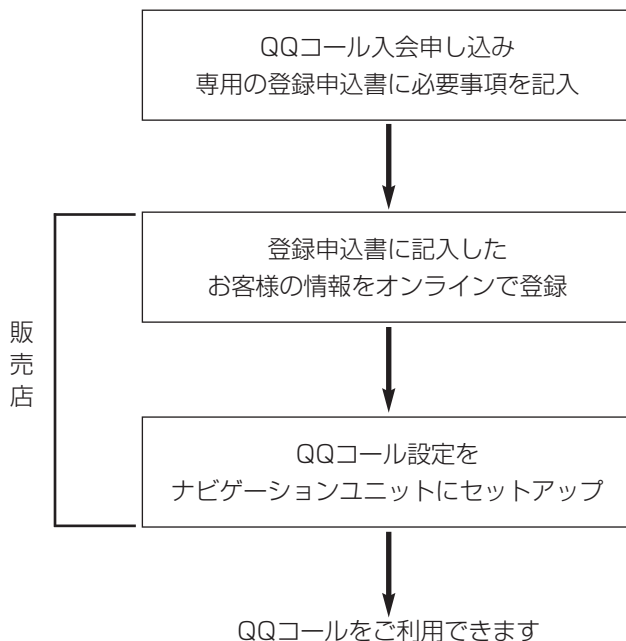 QQコール入会申し込み
専用の登録申込書に必要事項を記入
登録申込書に記入した
お客様の情報をオンラインで登録
販売店
QQコール設定を
ナビゲーションユニットにセットアップ
QQコールをご利用できます